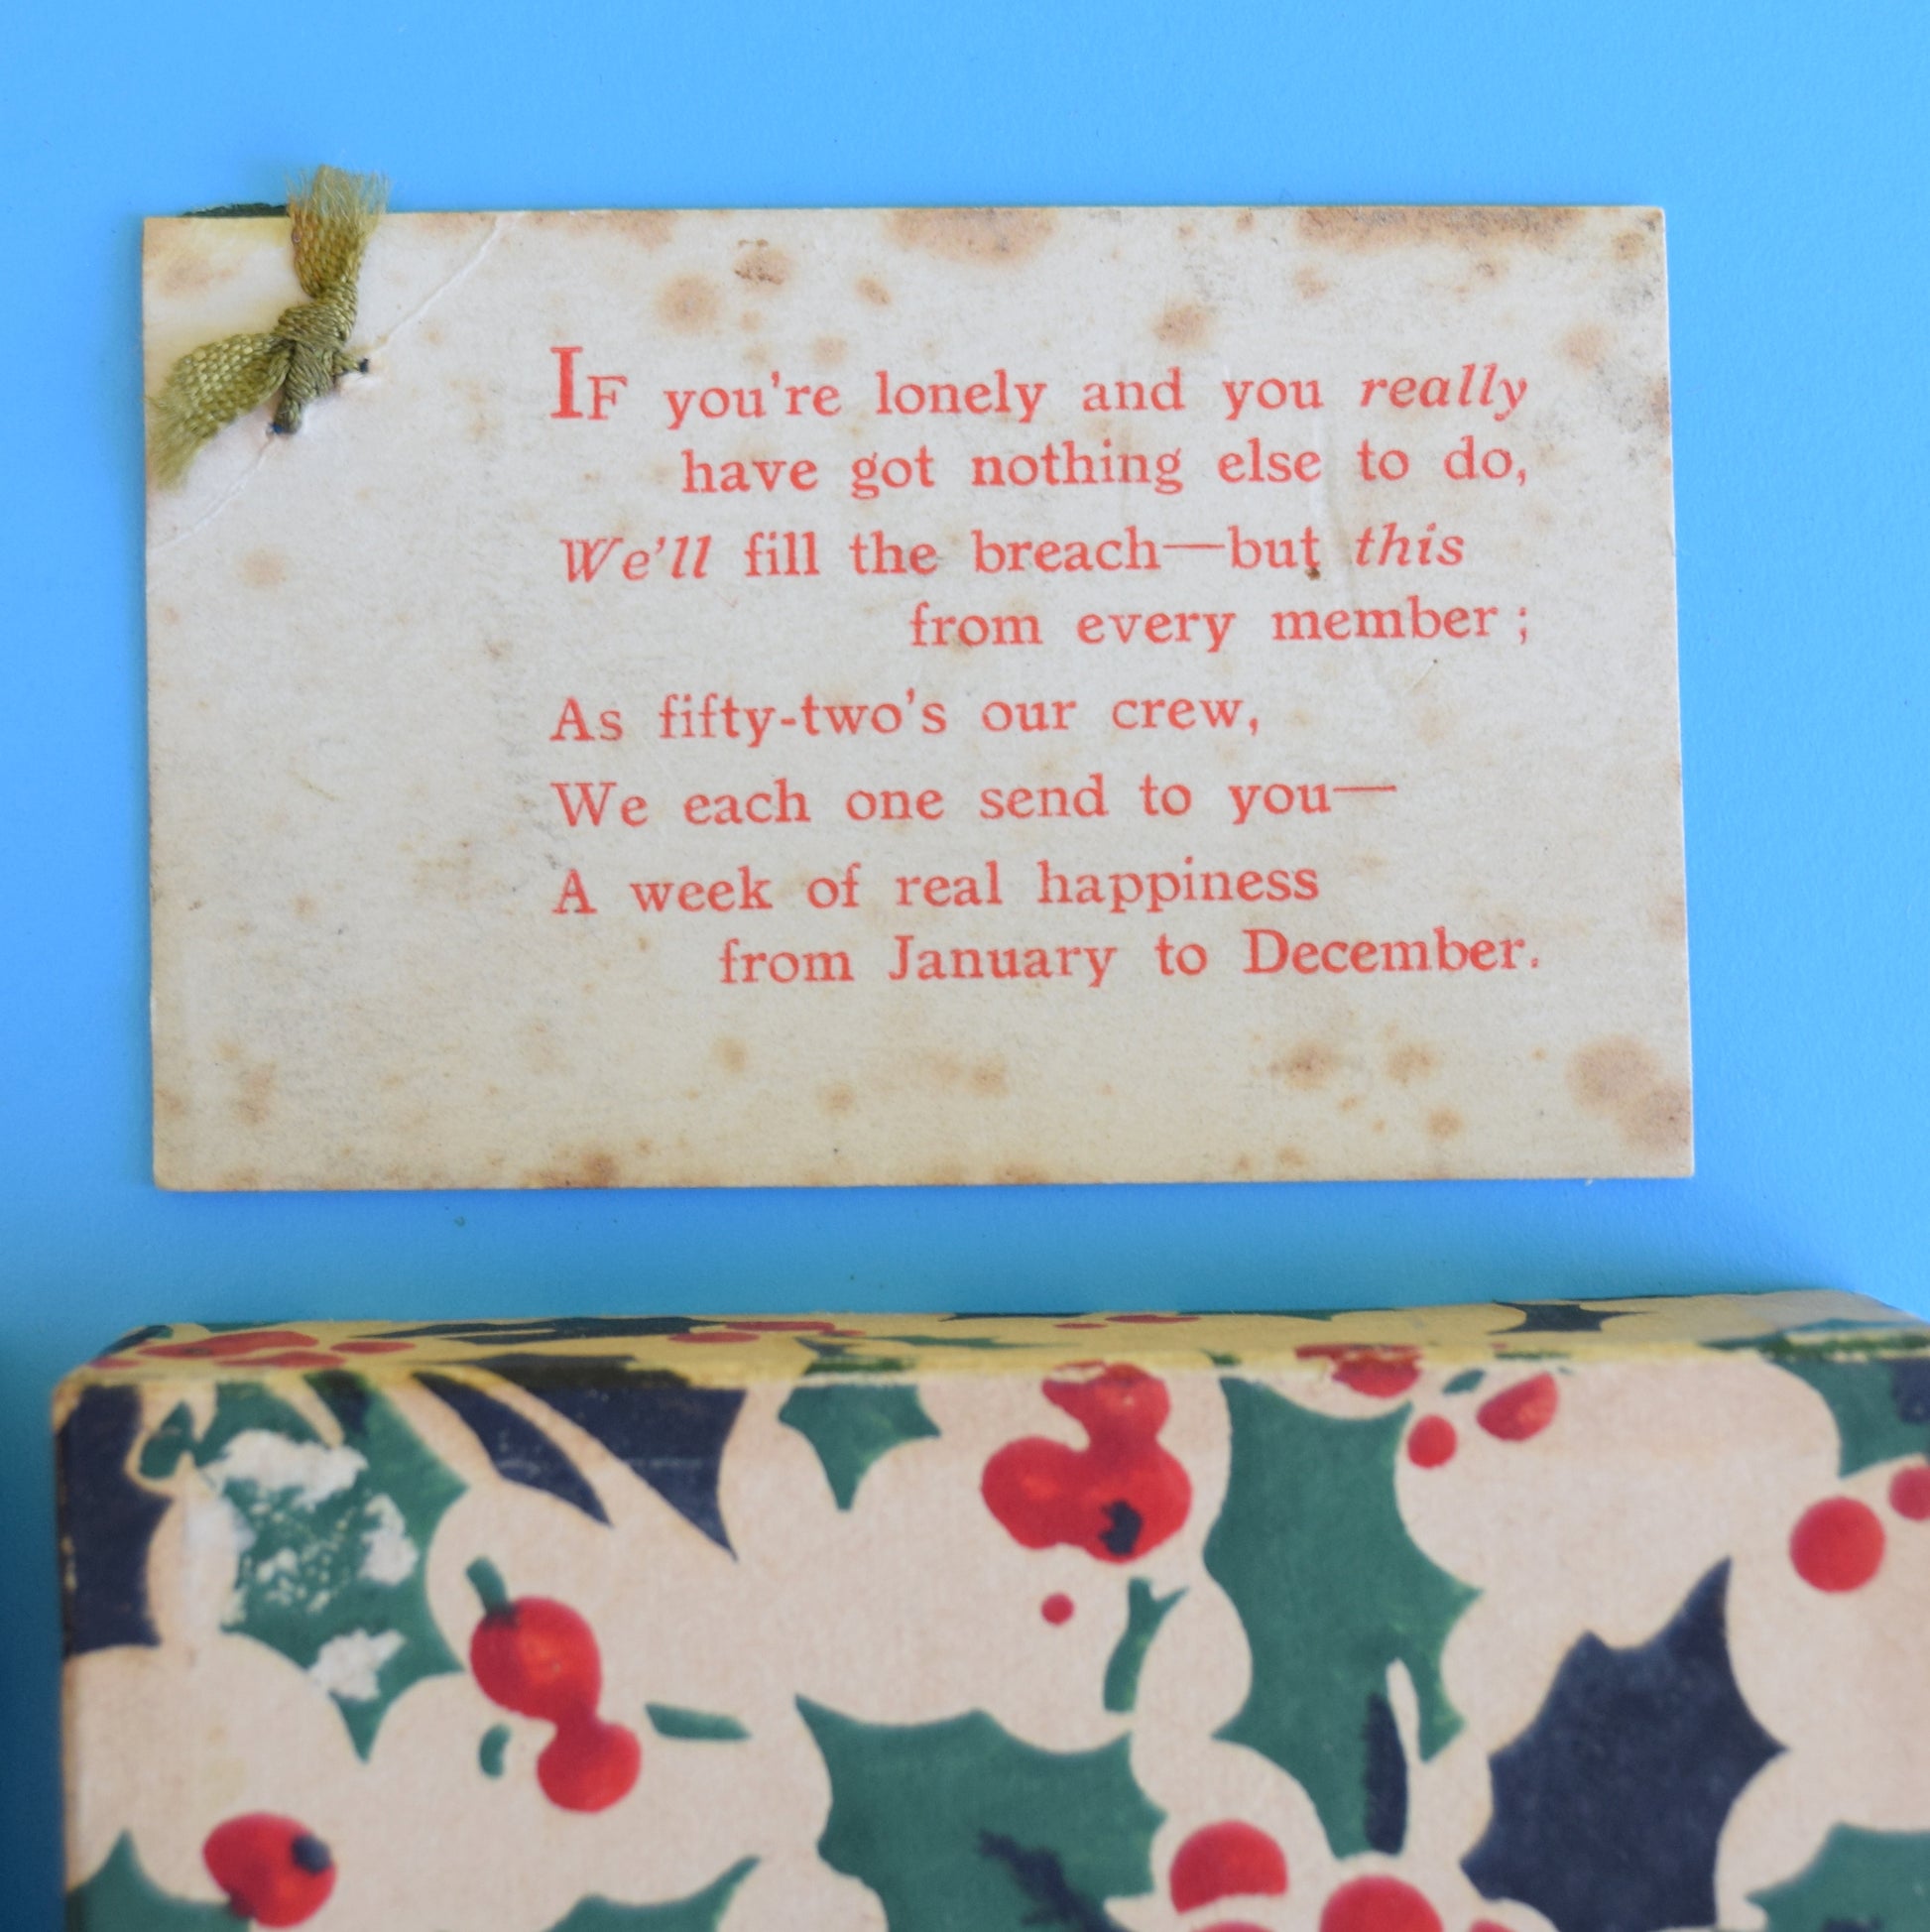 IF you're lonely and you really
have got nothing else to do,
We'll fill the breach—but this
from every member ;
As fifty-two's our crew,
We each one send to you—
A week of real happiness
from January to December.